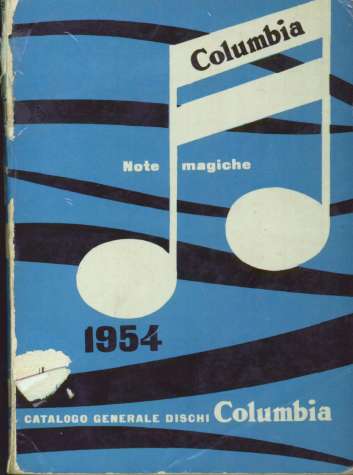 Columbia
Note magiche
1954
CATALOGO GENERALE DISCHI Columbia